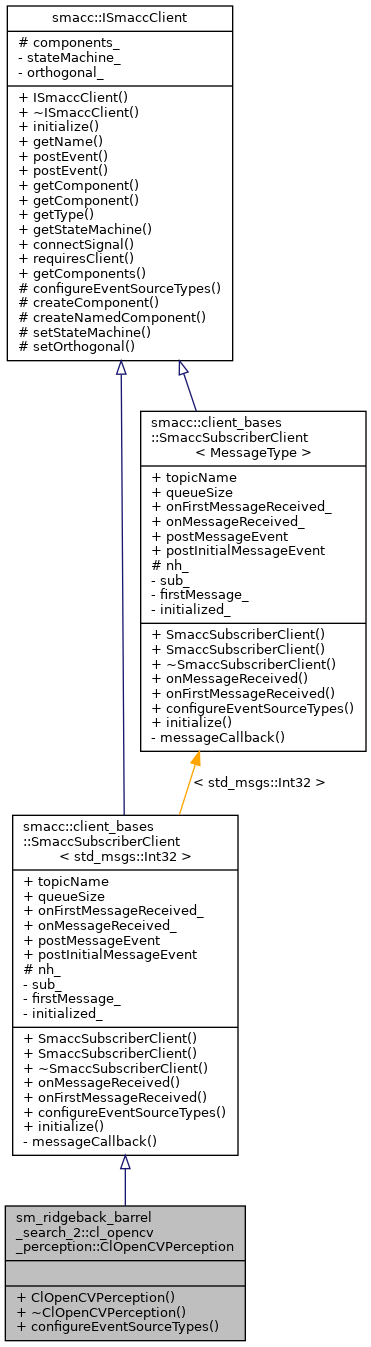 smacc::ISmaccClient
# components_
- stateMachine_
- orthogonal_
+ ISmaccClient()
+ ~ISmaccClient()
+ initialize()
+ getName()
+ postEvent()
+ postEvent()
+ getComponent()
+ getComponent()
+ getType()
+ getStateMachine()
+ connectSignal()
+ requiresClient()
+ getComponents()
# configureEventSourceTypes()
# createComponent()
# createNamedComponent()
# setStateMachine()
# setOrthogonal()
smacc::client_bases
::SmaccSubscriberClient
< MessageType >
+ topicName
+ queueSize
+ onFirstMessageReceived_
+ onMessageReceived_
+ postMessageEvent
+ postInitialMessageEvent
# nh_
- sub_
- firstMessage_
- initialized_
+ SmaccSubscriberClient()
+ SmaccSubscriberClient()
+ ~SmaccSubscriberClient()
+ onMessageReceived()
+ onFirstMessageReceived()
+ configureEventSourceTypes()
+ initialize()
- messageCallback()
< std_msgs::Int32 >
smacc::client_bases
::SmaccSubscriberClient
< std_msgs::Int32 >
+ topicName
+ queueSize
+ onFirstMessageReceived_
+ onMessageReceived_
+ postMessageEvent
+ postInitialMessageEvent
# nh_
- sub_
- firstMessage_
- initialized_
+ SmaccSubscriberClient()
+ SmaccSubscriberClient()
+ ~SmaccSubscriberClient()
+ onMessageReceived()
+ onFirstMessageReceived()
+ configureEventSourceTypes()
+ initialize()
- messageCallback()
sm_ridgeback_barrel
_search_2::cl_opencv
_perception::ClOpenCVPerception
+ ClOpenCVPerception()
+ ~ClOpenCVPerception()
+ configureEventSourceTypes()